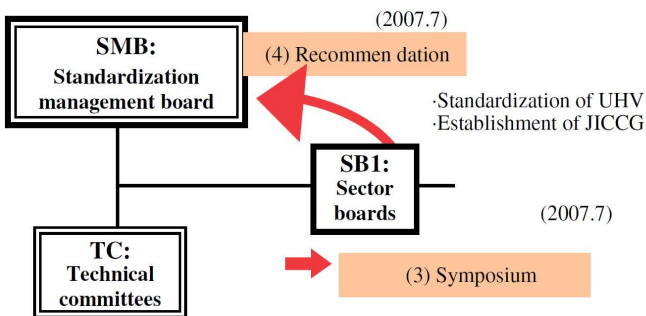 (2007.7)
SMB:
Standardization
management board
(4) Recommen dation
·Standardization of UHV
·Establishment of JICCG
SB1:
Sector
boards
(2007.7)
TC:
Technical
committees
(3) Symposium